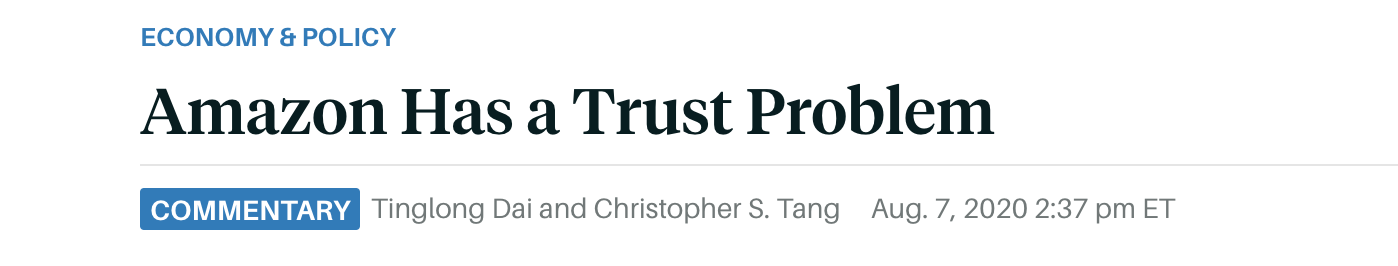 ECONOMY & POLICY
Amazon Has a Trust Problem
COMMENTARY Tinglong Dai and Christopher S. Tang Aug. 7, 2020 2:37 pm ET